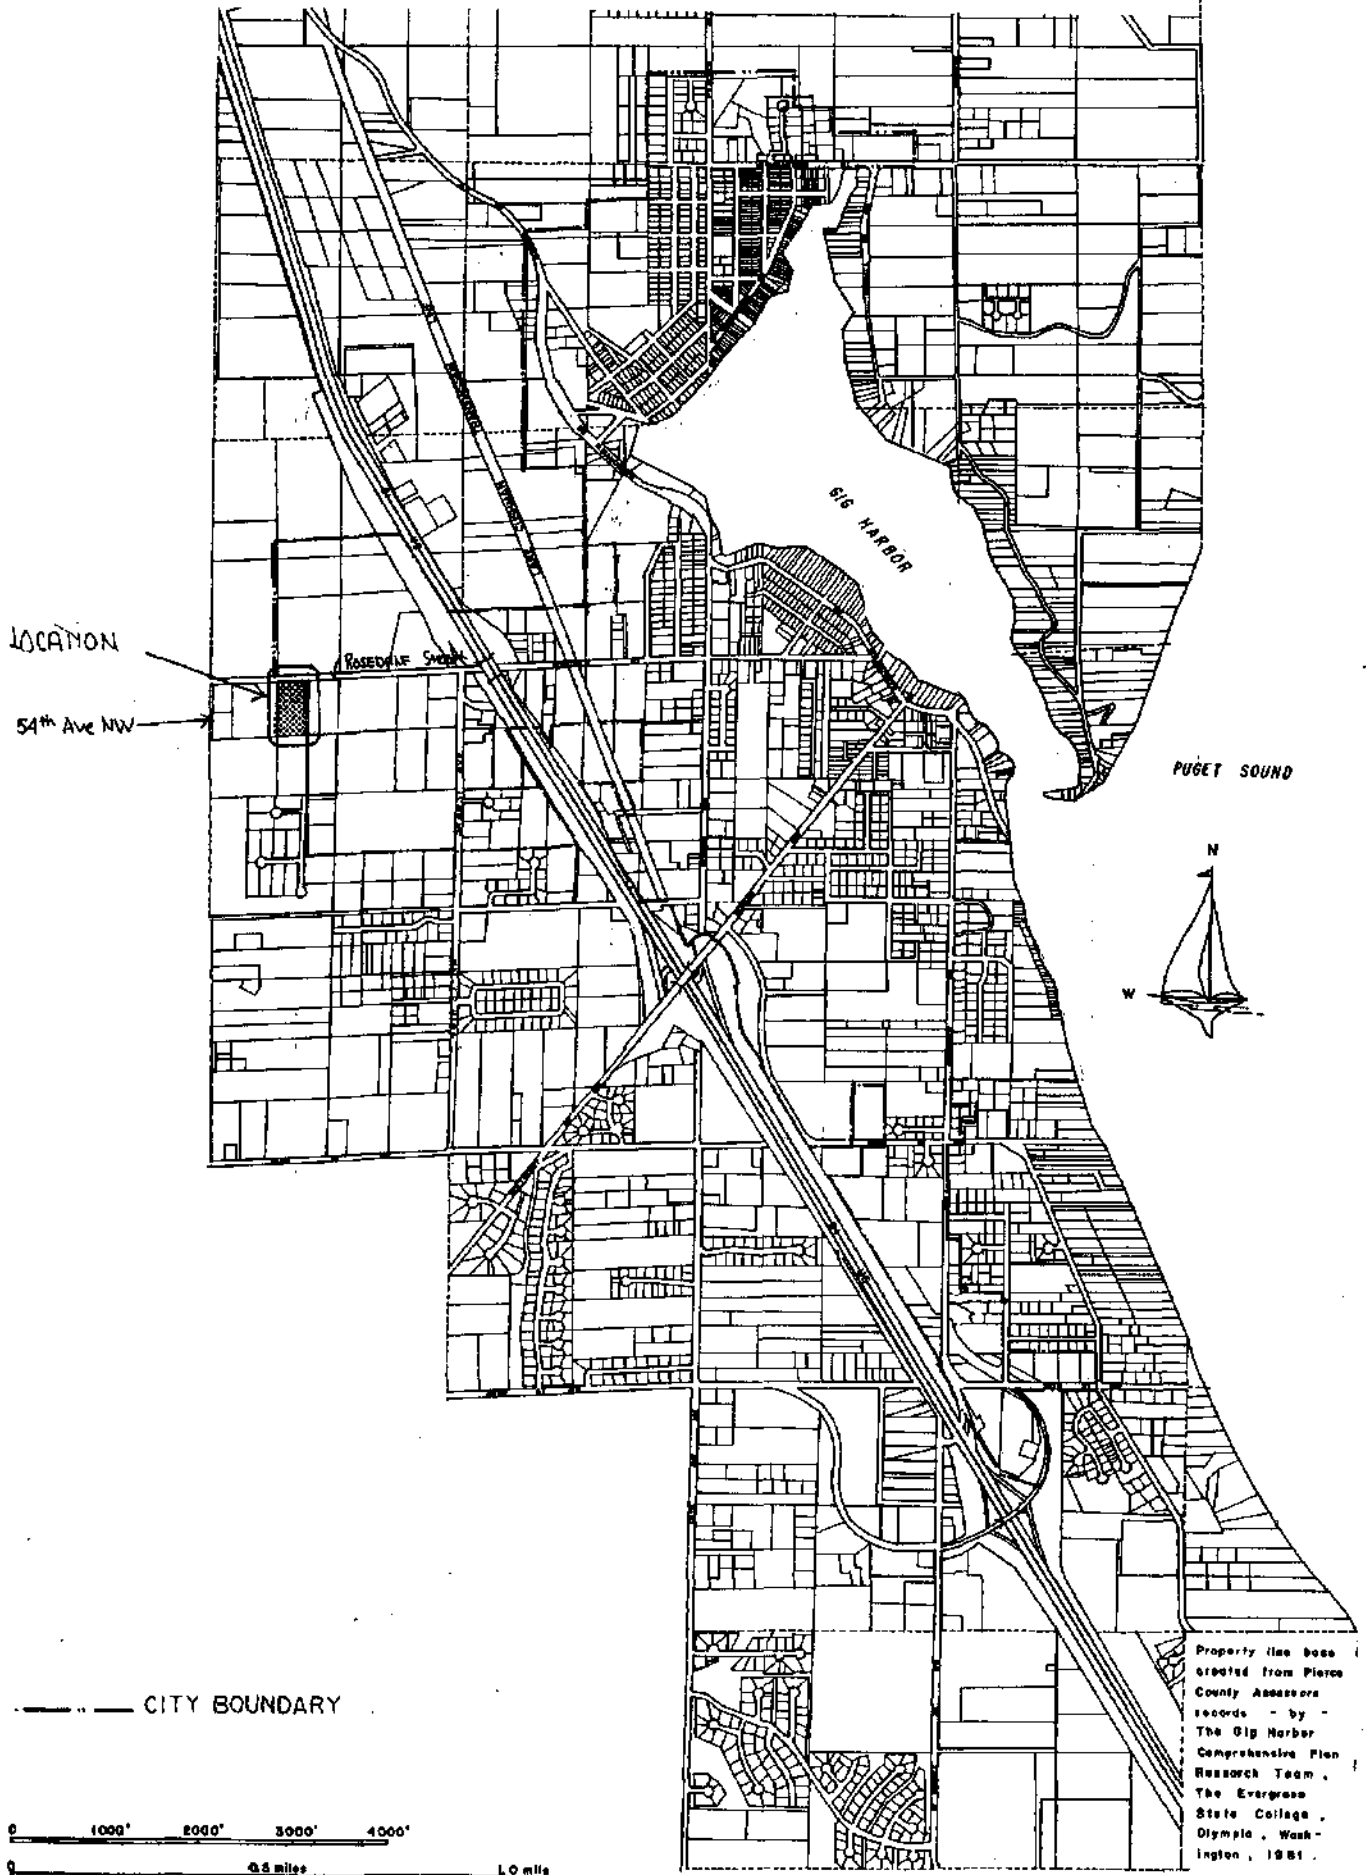 LOCATION
ROSEDALE
54th Ave NW
GIG HARBOR
PUGET SOUND
N
W
CITY BOUNDARY
0 1000' 2000' 3000' 4000'
0 0.5 miles 1.0 mile
Property line base
created from Pierce
County Assessors
records - by -
The Gig Harbor
Comprehensive Plan
Research Team,
The Evergreen
State College,
Olympia, Wash-
ington, 1981.